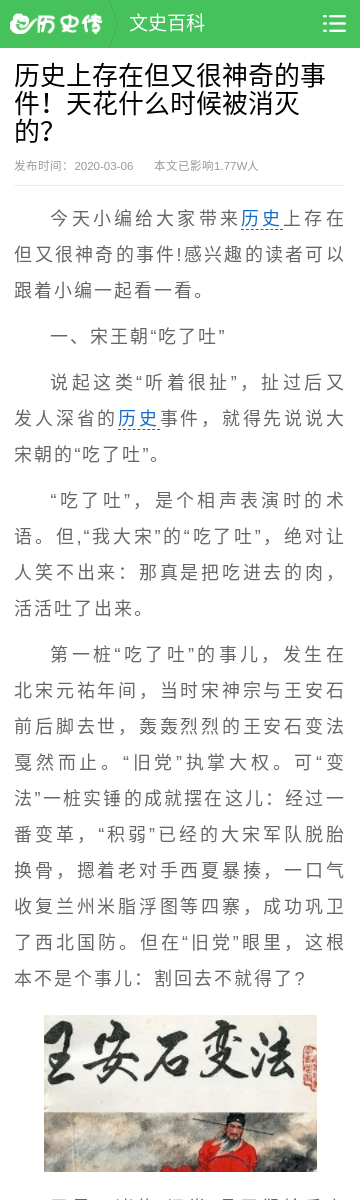 历史传
文史百科
历史上存在但又很神奇的事
件！天花什么时候被消灭
的？
发布时间：2020-03-06 本文已影响1.77W人
今天小编给大家带来历史上存在
但又很神奇的事件!感兴趣的读者可以
跟着小编一起看一看。
一、宋王朝“吃了吐”
说起这类“听着很扯”，扯过后又
发人深省的历史事件，就得先说说大
宋朝的“吃了吐”。
“吃了吐”，是个相声表演时的术
语。但,“我大宋”的“吃了吐”，绝对让
人笑不出来：那真是把吃进去的肉，
活活吐了出来。
第一桩“吃了吐”的事儿，发生在
北宋元祐年间，当时宋神宗与王安石
前后脚去世，轰轰烈烈的王安石变法
戛然而止。“旧党”执掌大权。可“变
法”一桩实锤的成就摆在这儿：经过一
番变革，“积弱”已经的大宋军队脱胎
换骨，摁着老对手西夏暴揍，一口气
收复兰州米脂浮图等四寨，成功巩卫
了西北国防。但在“旧党”眼里，这根
本不是个事儿：割回去不就得了?
王安石变法